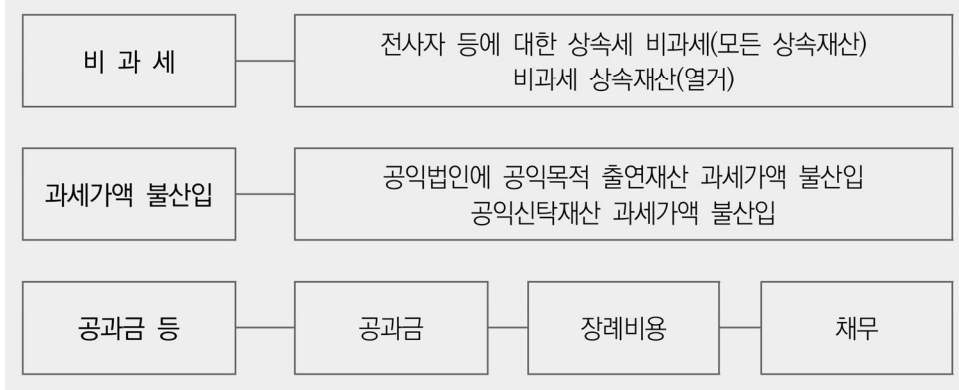 비 과 세
전사자 등에 대한 상속세 비과세(모든 상속재산)
비과세 상속재산(열거)
과세가액 불산입
공익법인에 공익목적 출연재산 과세가액 불산입
공익신탁재산 과세가액 불산입
공과금 등
공과금
장례비용
채무